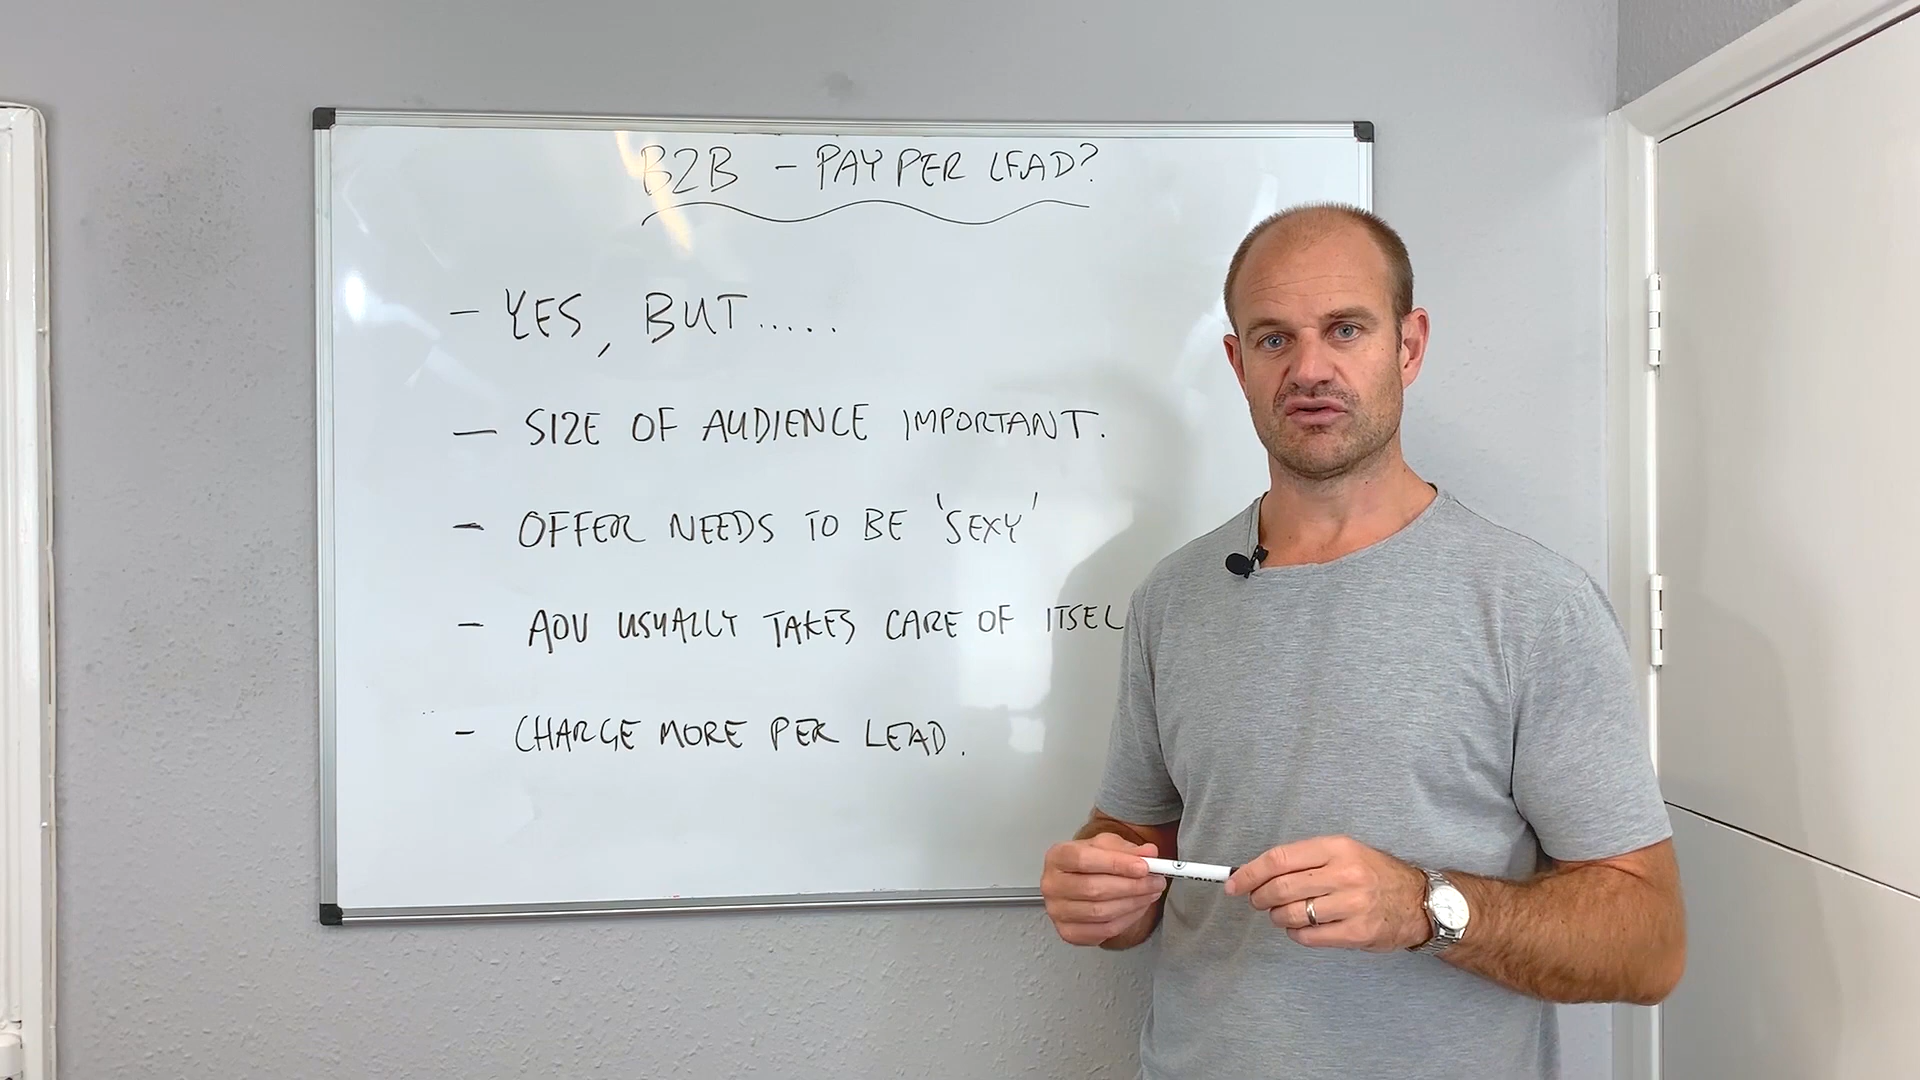 B2B - PAY PER LEAD?
- YES, BUT.....
- SIZE OF AUDIENCE IMPORTANT.
- OFFER NEEDS TO BE 'SEXY'
- AOV USUALLY TAKES CARE OF ITSEL
- CHARGE MORE PER LEAD.